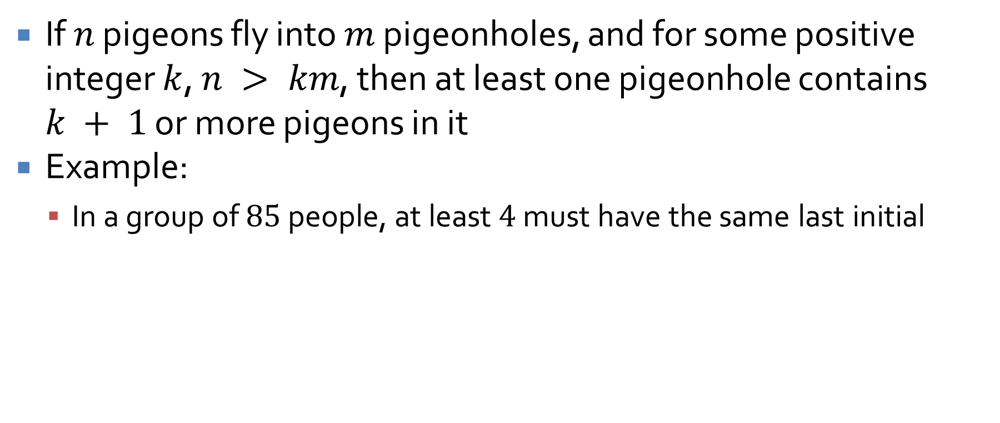 If n pigeons fly into m pigeonholes, and for some positive
integer k, n > km, then at least one pigeonhole contains
k + 1 or more pigeons in it
Example:
In a group of 85 people, at least 4 must have the same last initial